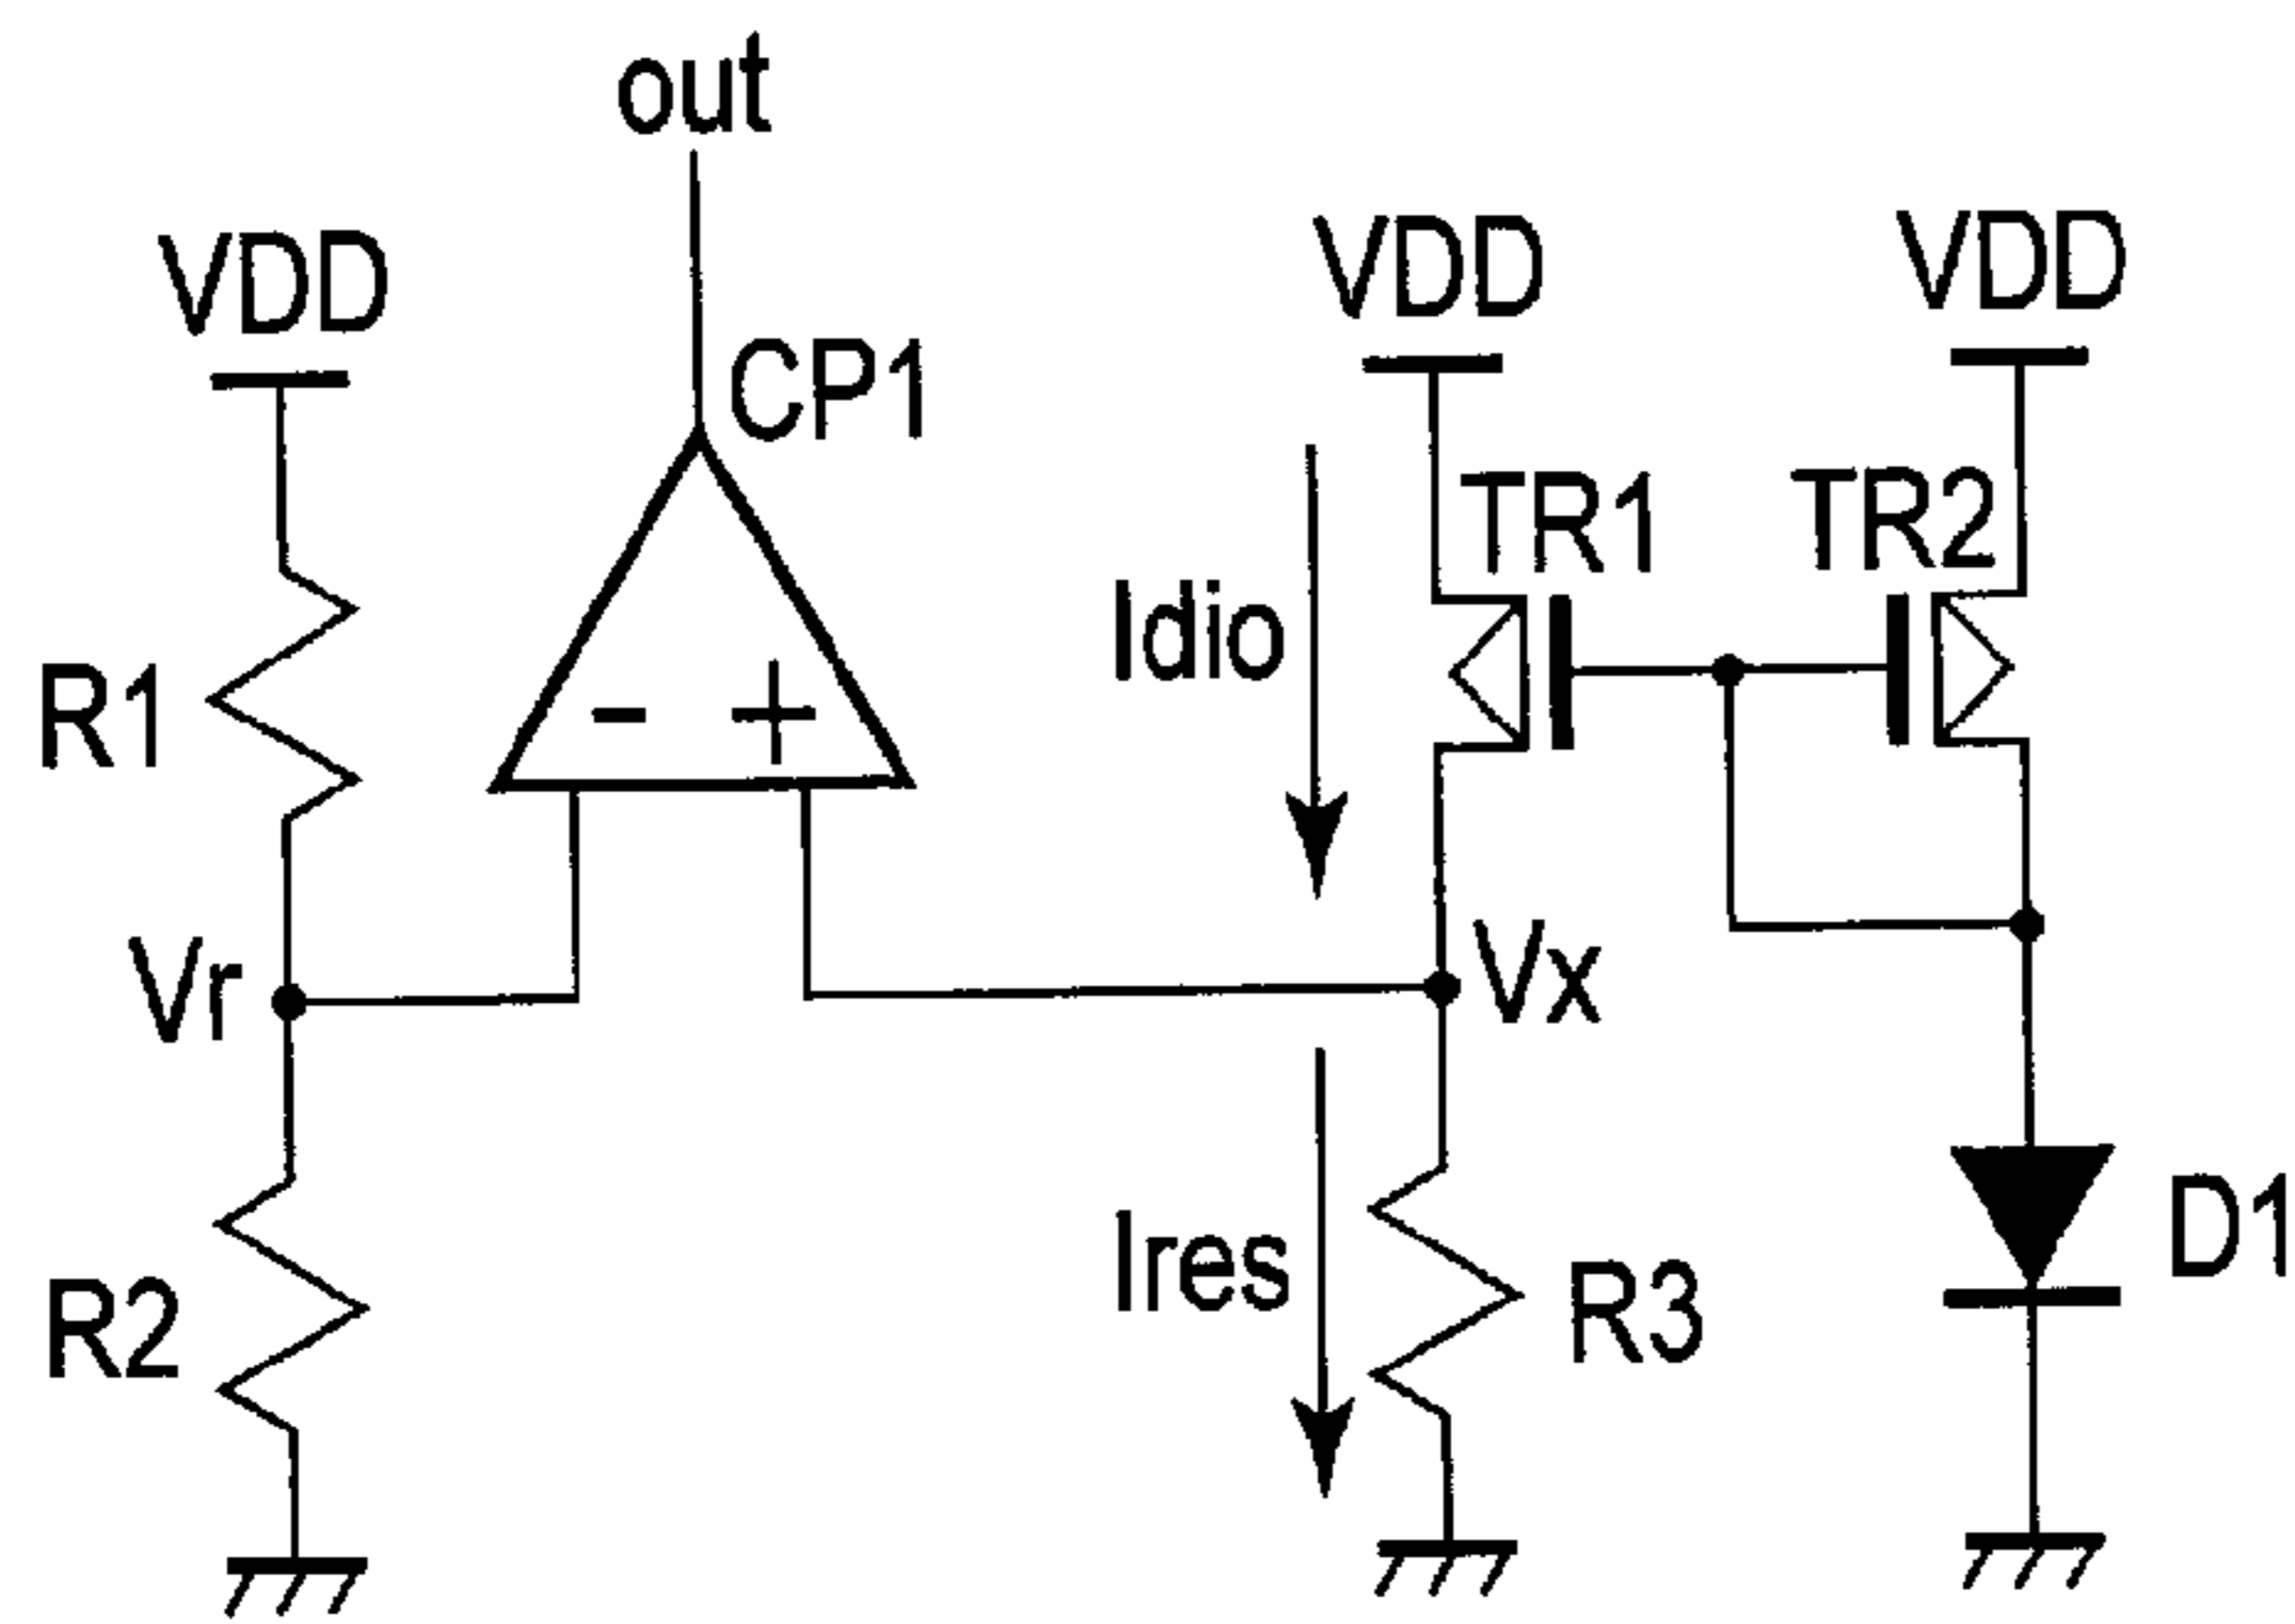 out
VDD
VDD
VDD
CP1
TR1
TR2
Idio
R1
-
+
Vr
Vx
Ires
D1
R2
R3